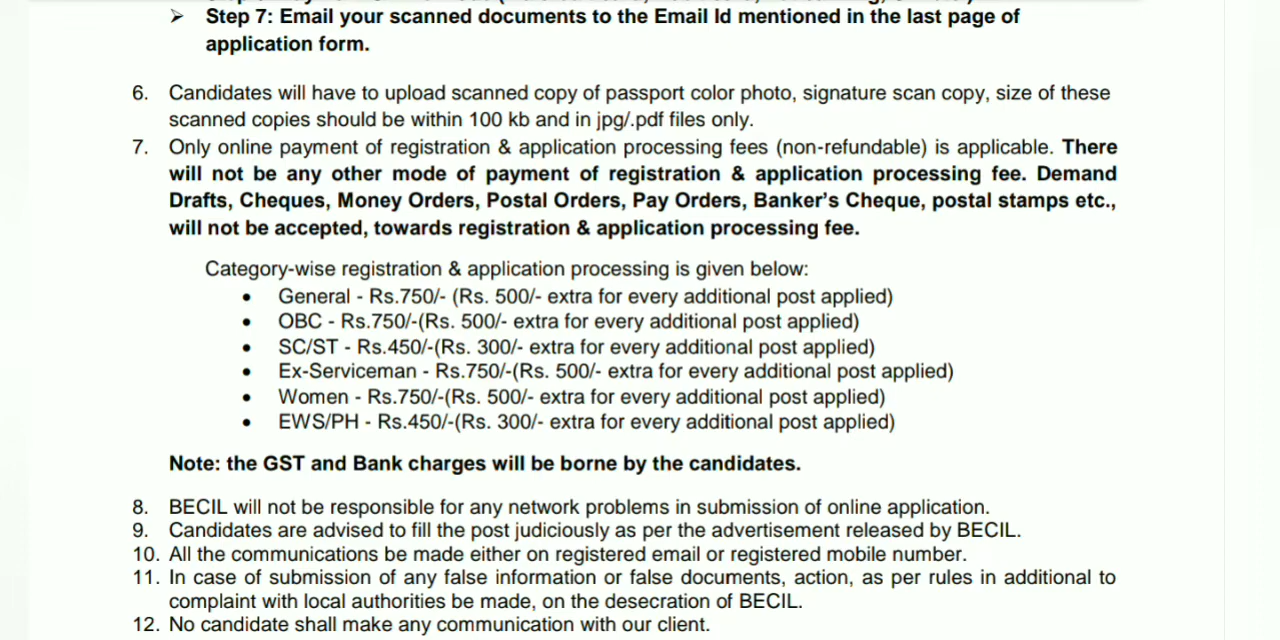 ➢ Step 7: Email your scanned documents to the Email Id mentioned in the last page of
application form.
6. Candidates will have to upload scanned copy of passport color photo, signature scan copy, size of these
scanned copies should be within 100 kb and in jpg/.pdf files only.
7. Only online payment of registration & application processing fees (non-refundable) is applicable. There
will not be any other mode of payment of registration & application processing fee. Demand
Drafts, Cheques, Money Orders, Postal Orders, Pay Orders, Banker's Cheque, postal stamps etc.,
will not be accepted, towards registration & application processing fee.
Category-wise registration & application processing is given below:
• General - Rs.750/- (Rs. 500/- extra for every additional post applied)
• OBC - Rs.750/-(Rs. 500/- extra for every additional post applied)
• SC/ST - Rs.450/-(Rs. 300/- extra for every additional post applied)
• Ex-Serviceman - Rs.750/-(Rs. 500/- extra for every additional post applied)
• Women - Rs.750/-(Rs. 500/- extra for every additional post applied)
• EWS/PH - Rs.450/-(Rs. 300/- extra for every additional post applied)
Note: the GST and Bank charges will be borne by the candidates.
8. BECIL will not be responsible for any network problems in submission of online application.
9. Candidates are advised to fill the post judiciously as per the advertisement released by BECIL.
10. All the communications be made either on registered email or registered mobile number.
11. In case of submission of any false information or false documents, action, as per rules in additional to
complaint with local authorities be made, on the desecration of BECIL.
12. No candidate shall make any communication with our client.